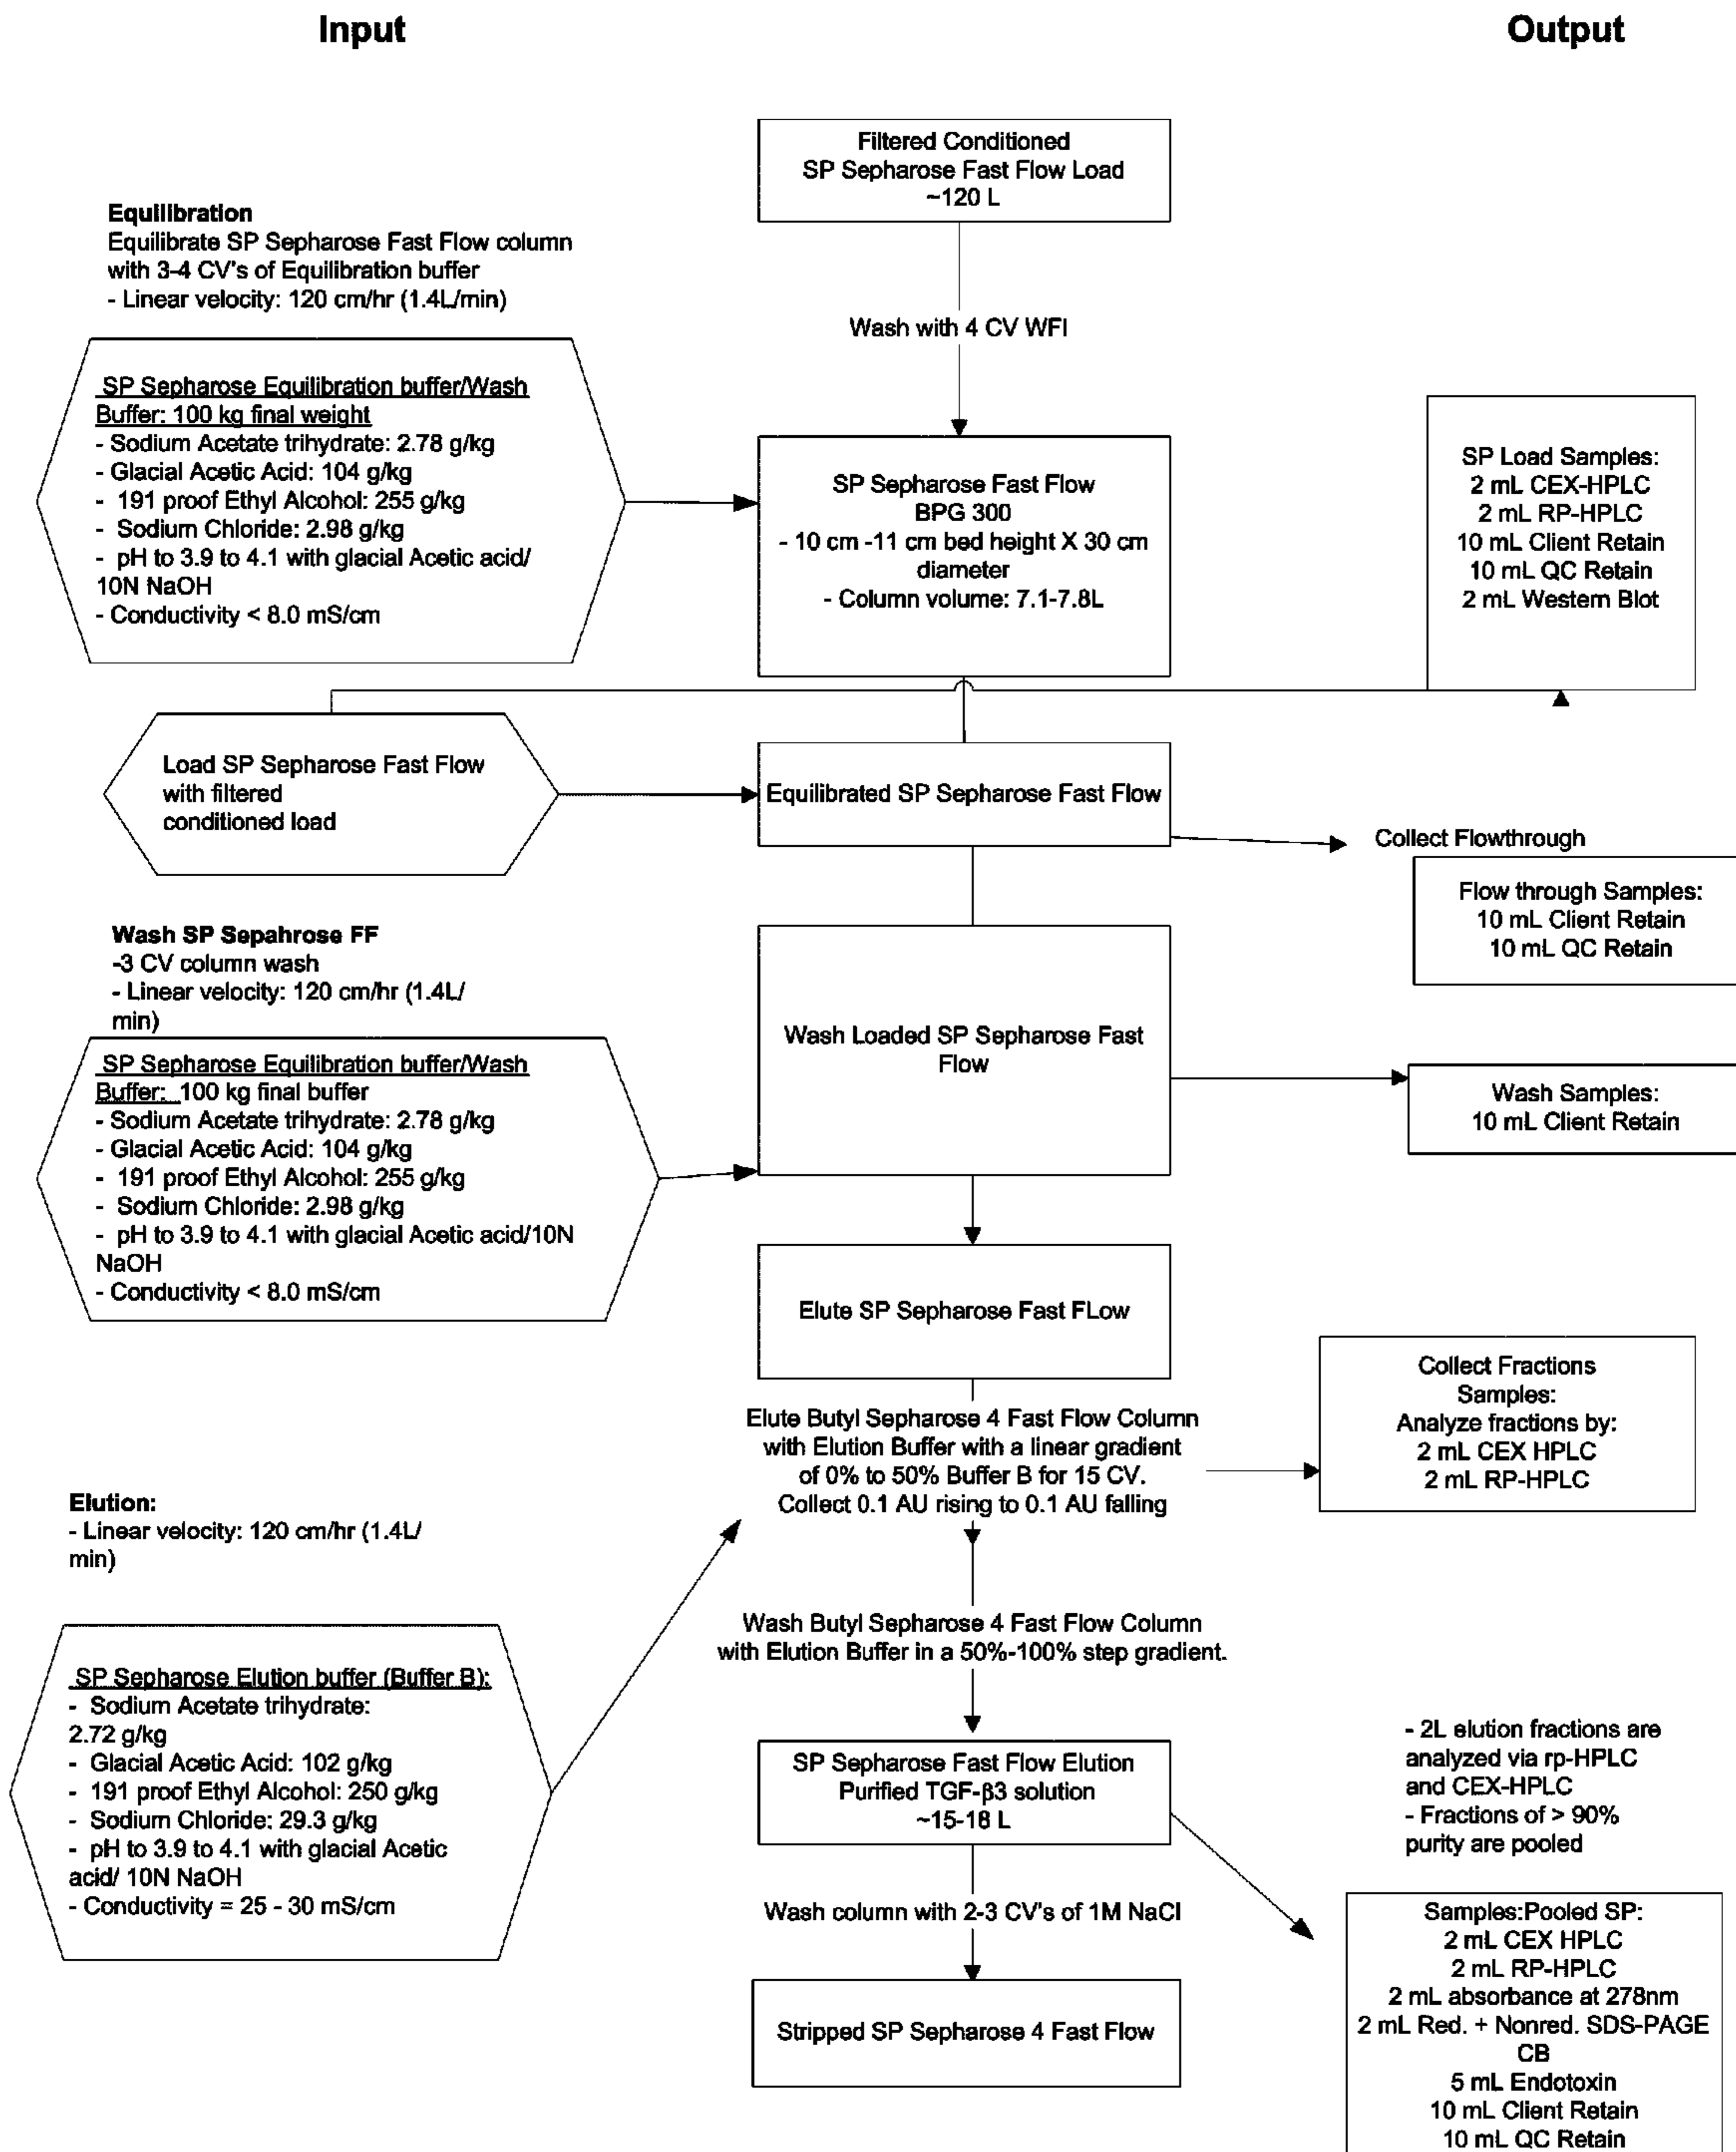 Input
Output
Filtered Conditioned
SP Sepharose Fast Flow Load
~120 L
Equilibration
Equilibrate SP Sepharose Fast Flow column
with 3-4 CV's of Equilibration buffer
- Linear velocity: 120 cm/hr (1.4L/min)
Wash with 4 CV WFI
SP Sepharose Equilibration buffer/Wash
Buffer: 100 kg final weight
- Sodium Acetate trihydrate: 2.78 g/kg
- Glacial Acetic Acid: 104 g/kg
- 191 proof Ethyl Alcohol: 255 g/kg
- Sodium Chloride: 2.98 g/kg
- pH to 3.9 to 4.1 with glacial Acetic acid/
10N NaOH
- Conductivity < 8.0 mS/cm
SP Sepharose Fast Flow
BPG 300
- 10 cm -11 cm bed height X 30 cm
diameter
- Column volume: 7.1-7.8L
SP Load Samples:
2 mL CEX-HPLC
2 mL RP-HPLC
10 mL Client Retain
10 mL QC Retain
2 mL Western Blot
Load SP Sepharose Fast Flow
with filtered
conditioned load
Equilibrated SP Sepharose Fast Flow
Collect Flowthrough
Flow through Samples:
10 mL Client Retain
10 mL QC Retain
Wash SP Sepahrose FF
-3 CV column wash
- Linear velocity: 120 cm/hr (1.4L/
min)
SP Sepharose Equilibration buffer/Wash
Buffer: 100 kg final buffer
- Sodium Acetate trihydrate: 2.78 g/kg
- Glacial Acetic Acid: 104 g/kg
- 191 proof Ethyl Alcohol: 255 g/kg
- Sodium Chloride: 2.98 g/kg
- pH to 3.9 to 4.1 with glacial Acetic acid/10N
NaOH
- Conductivity < 8.0 mS/cm
Wash Loaded SP Sepharose Fast
Flow
Wash Samples:
10 mL Client Retain
Elute SP Sepharose Fast FLow
Elute Butyl Sepharose 4 Fast Flow Column
with Elution Buffer with a linear gradient
of 0% to 50% Buffer B for 15 CV.
Collect 0.1 AU rising to 0.1 AU falling
Collect Fractions
Samples:
Analyze fractions by:
2 mL CEX HPLC
2 mL RP-HPLC
Elution:
- Linear velocity: 120 cm/hr (1.4L/
min)
Wash Butyl Sepharose 4 Fast Flow Column
with Elution Buffer in a 50%-100% step gradient.
SP Sepharose Elution buffer (Buffer B):
- Sodium Acetate trihydrate:
2.72 g/kg
- Glacial Acetic Acid: 102 g/kg
- 191 proof Ethyl Alcohol: 250 g/kg
- Sodium Chloride: 29.3 g/kg
- pH to 3.9 to 4.1 with glacial Acetic
acid/ 10N NaOH
- Conductivity = 25 - 30 mS/cm
SP Sepharose Fast Flow Elution
Purified TGF-β3 solution
~15-18 L
- 2L elution fractions are
analyzed via rp-HPLC
and CEX-HPLC
- Fractions of > 90%
purity are pooled
Wash column with 2-3 CV's of 1M NaCl
Stripped SP Sepharose 4 Fast Flow
Samples:Pooled SP:
2 mL CEX HPLC
2 mL RP-HPLC
2 mL absorbance at 278nm
2 mL Red. + Nonred. SDS-PAGE
CB
5 mL Endotoxin
10 mL Client Retain
10 mL QC Retain